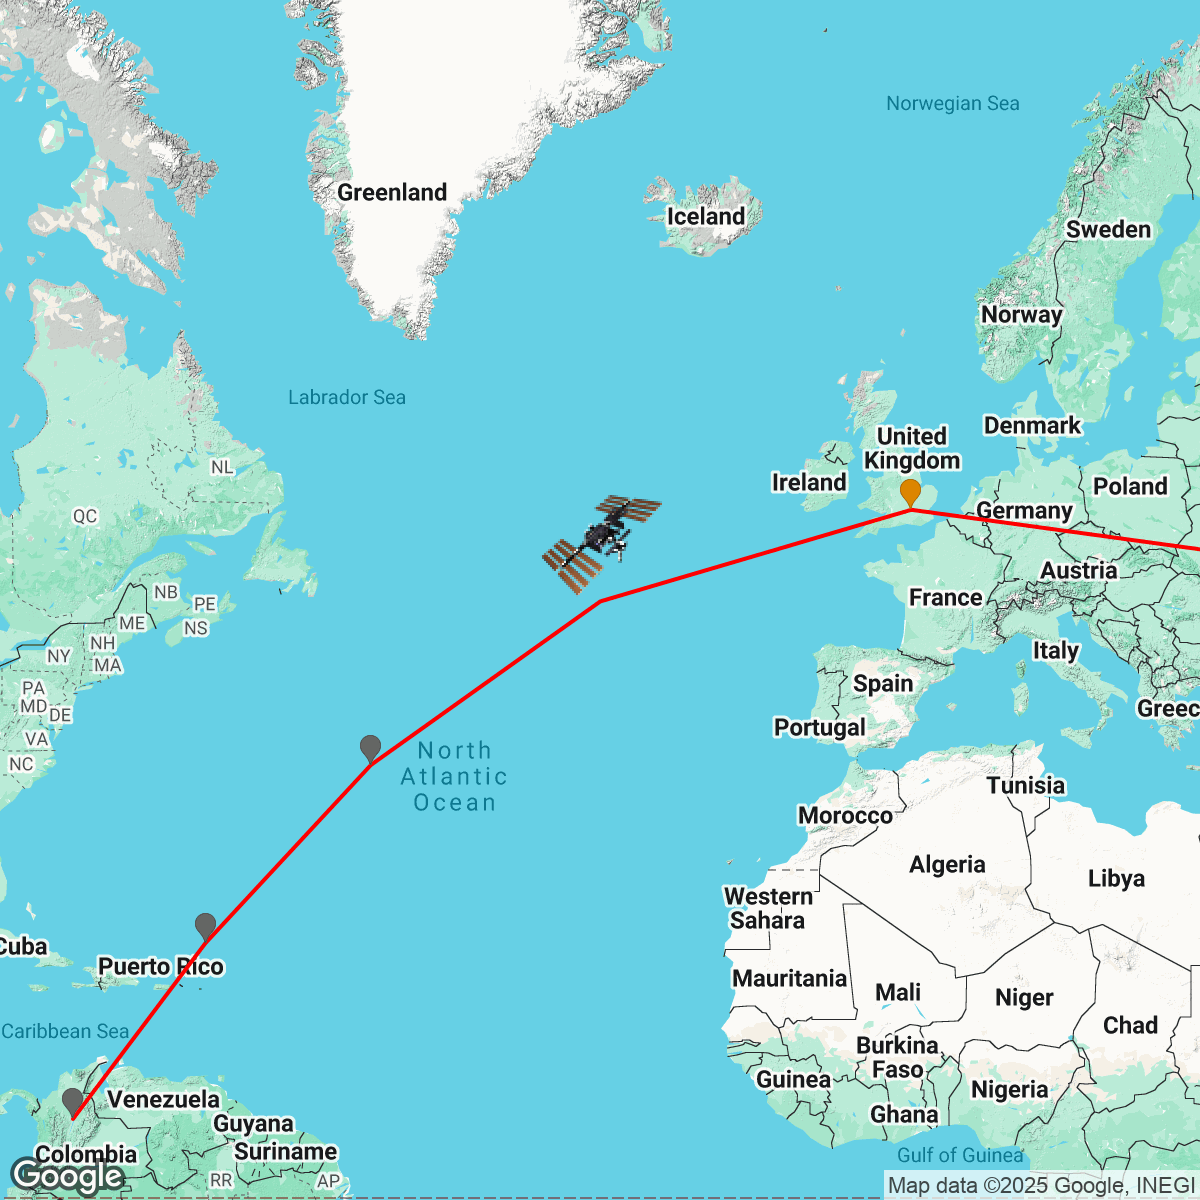 Norwegian Sea
Greenland
Iceland
Sweden
Norway
Labrador Sea
Denmark
United
Kingdom
NL
Ireland
Poland
QC
Germany
Austria
NB
PE
France
ME
NS
NH
Italy
NY
MA
Spain
PA
MD
DE
Greec
Portugal
VA
North
Atlantic
Ocean
NC
Tunisia
Morocco
Algeria
Libya
Western
Sahara
Cuba
Puerto Rico
Mauritania
Mali
Niger
Chad
Caribbean Sea
Burkina
Faso
Venezuela
Guinea
Nigeria
Guyana
Ghana
Colombia
Suriname
Gulf of Guinea
Google
RR
AP
Map data ©2025 Google, INEGI